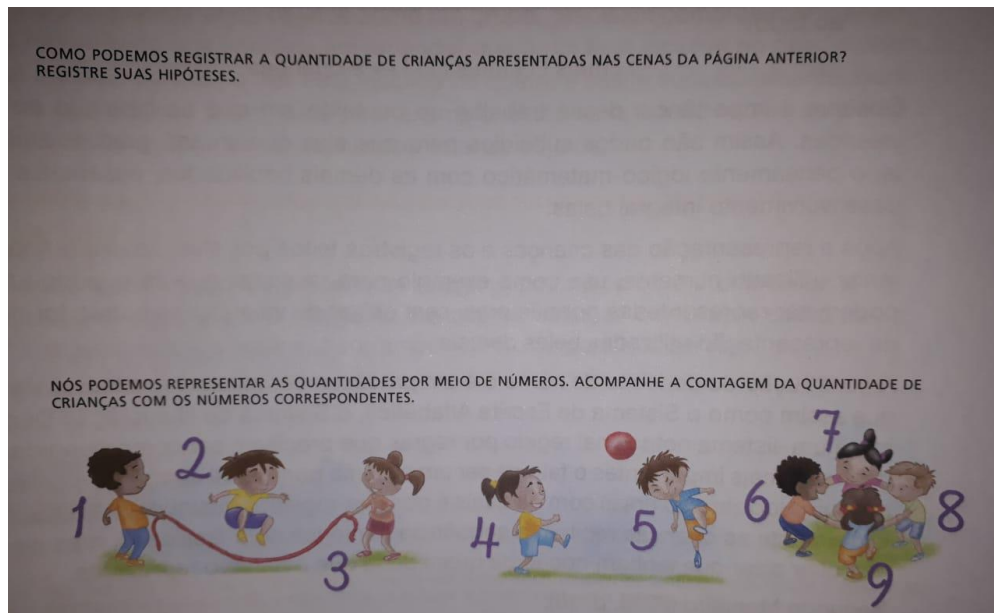 COMO PODEMOS REGISTRAR A QUANTIDADE DE CRIANÇAS APRESENTADAS NAS CENAS DA PÁGINA ANTERIOR?
REGISTRE SUAS HIPÓTESES.
NÓS PODEMOS REPRESENTAR AS QUANTIDADES POR MEIO DE NÚMEROS. ACOMPANHE A CONTAGEM DA QUANTIDADE DE
CRIANÇAS COM OS NÚMEROS CORRESPONDENTES.
1
2
3
4
5
6
7
8
9